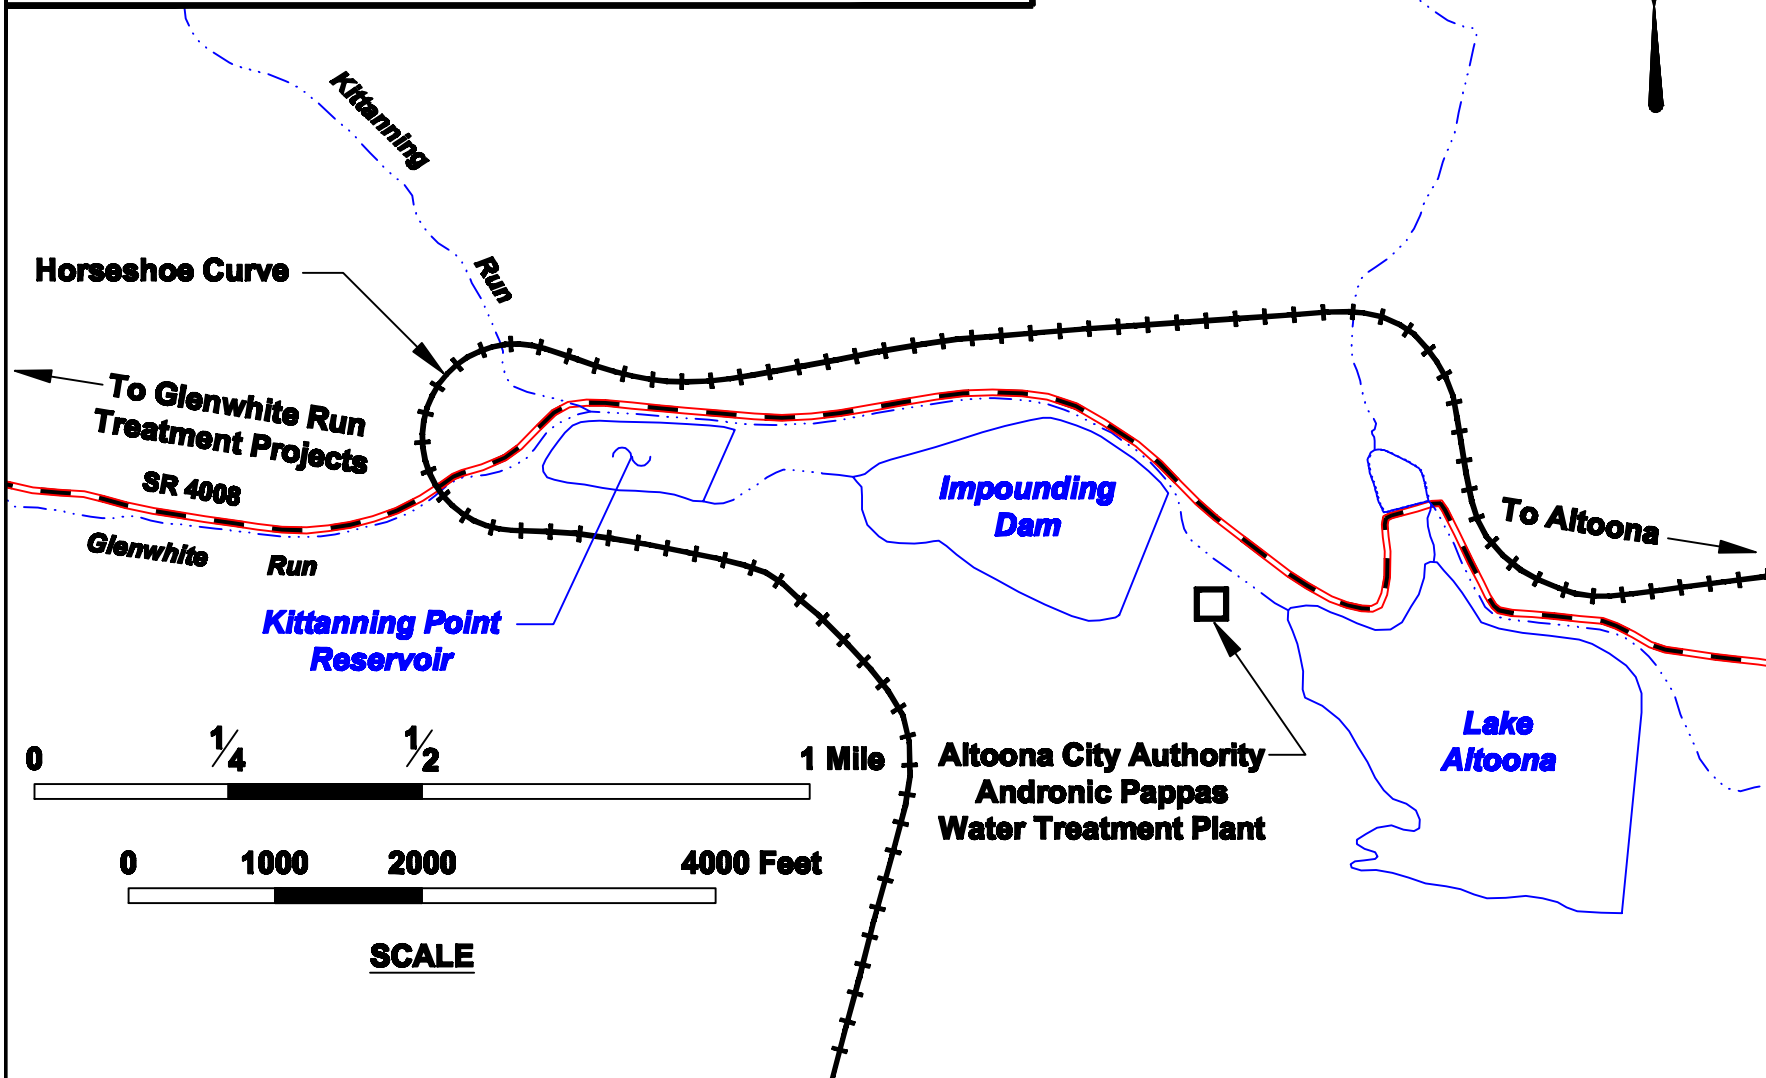 Kittanning
Run
Horseshoe Curve
To Glenwhite Run
Treatment Projects
SR 4008
Glenwhite Run
Kittanning Point
Reservoir
Impounding
Dam
To Altoona
Lake
Altoona
Altoona City Authority
Andronic Pappas
Water Treatment Plant
0 1/4 1/2 1 Mile
0 1000 2000 4000 Feet
SCALE